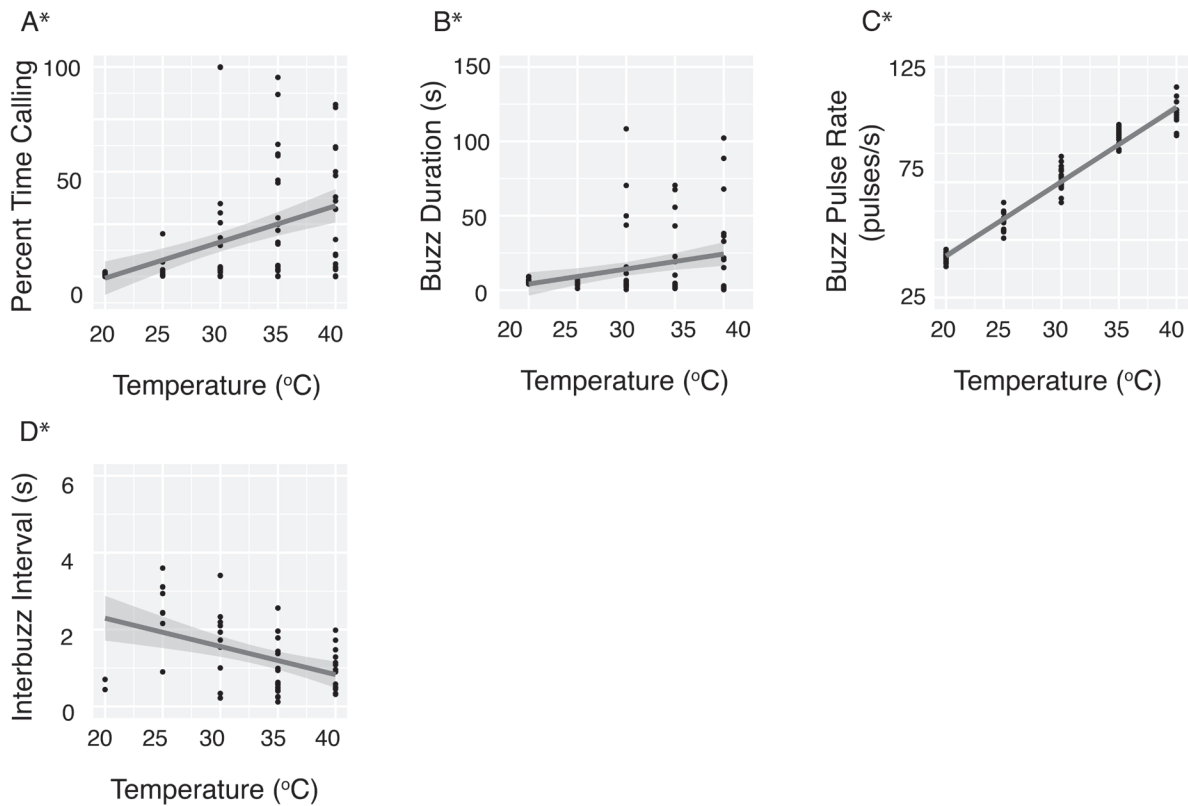 A*
Percent Time Calling
100
50
0
20 25 30 35 40
Temperature (°C)
B*
Buzz Duration (s)
150
100
50
0
20 25 30 35 40
Temperature (°C)
C*
Buzz Pulse Rate
(pulses/s)
125
75
25
20 25 30 35 40
Temperature (°C)
D*
Interbuzz Interval (s)
6
4
2
0
20 25 30 35 40
Temperature (°C)